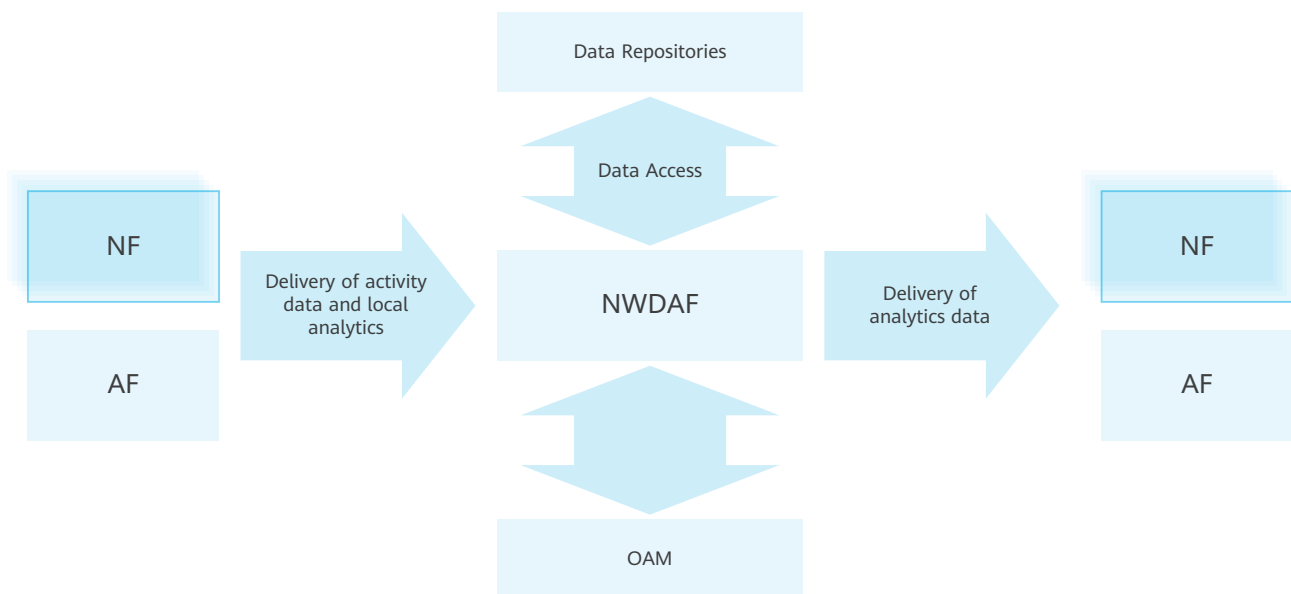 Data Repositories
Data Access
NF
AF
Delivery of activity
data and local
analytics
NWDAF
Delivery of
analytics data
NF
AF
OAM